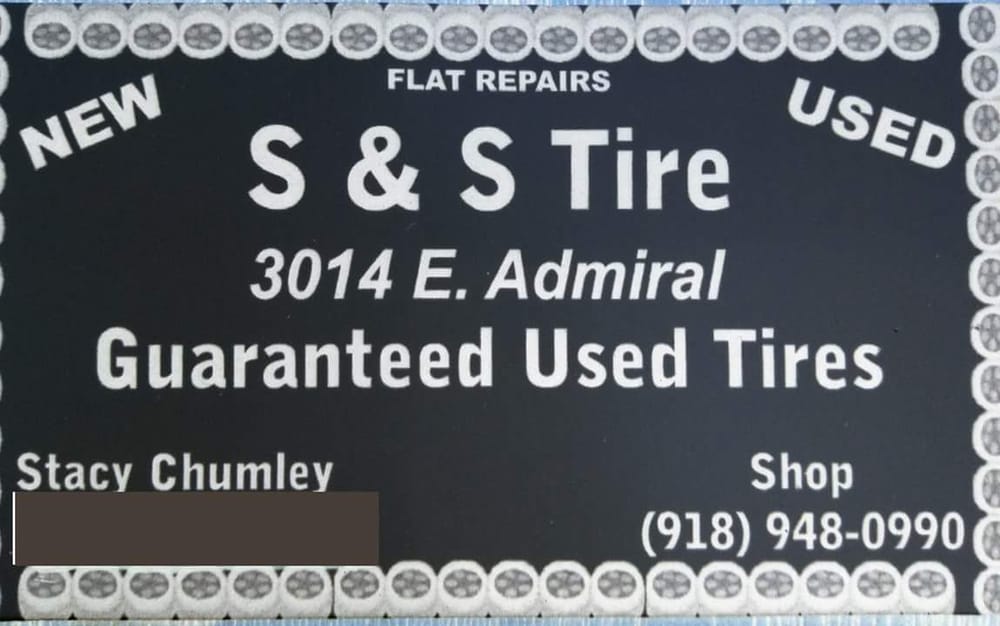 FLAT REPAIRS
NEW
USED
S & S Tire
3014 E. Admiral
Guaranteed Used Tires
Stacy Chumley
Shop
(918) 948-0990